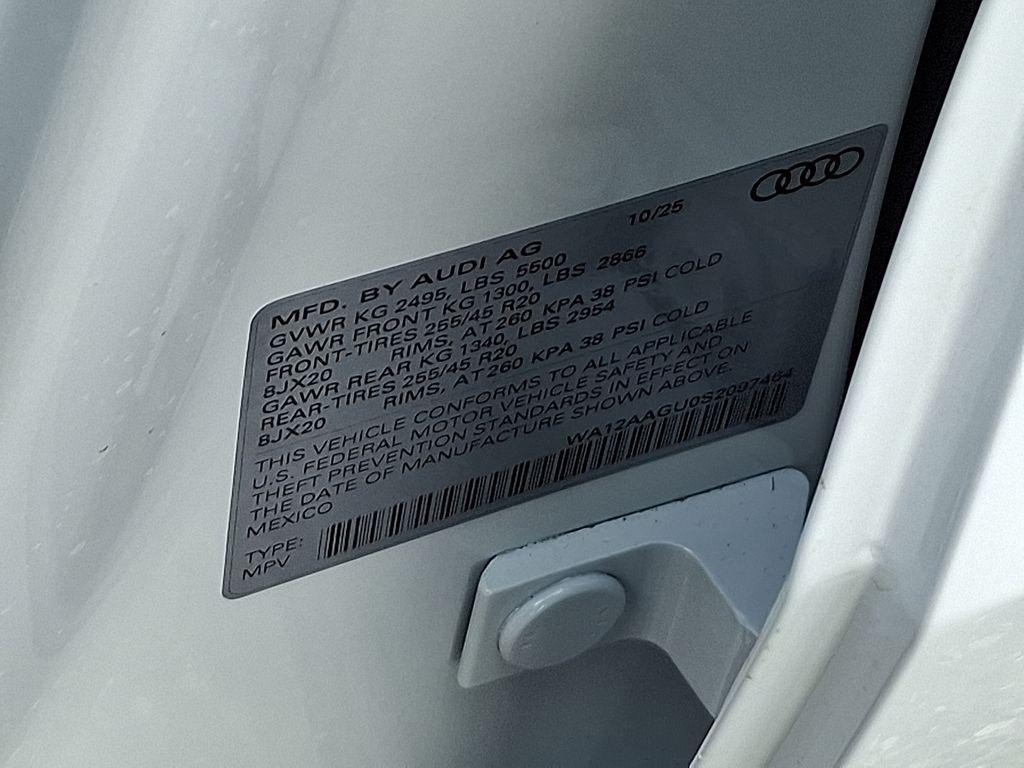 MFD. BY AUDI AG 10/25
GVWR KG 2495, LBS 5500
GAWR FRONT KG 1300, LBS 2866
FRONT-TIRES 255/45 R20
8JX20 RIMS, AT 260 KPA 38 PSI COLD
GAWR REAR KG 1340, LBS 2954
REAR-TIRES 255/45 R20
8JX20 RIMS, AT 260 KPA 38 PSI COLD
THIS VEHICLE CONFORMS TO ALL APPLICABLE
U.S. FEDERAL MOTOR VEHICLE SAFETY AND
THEFT PREVENTION STANDARDS IN EFFECT ON
THE DATE OF MANUFACTURE SHOWN ABOVE.
MEXICO WA12AAGU0S2097464
TYPE:
MPV